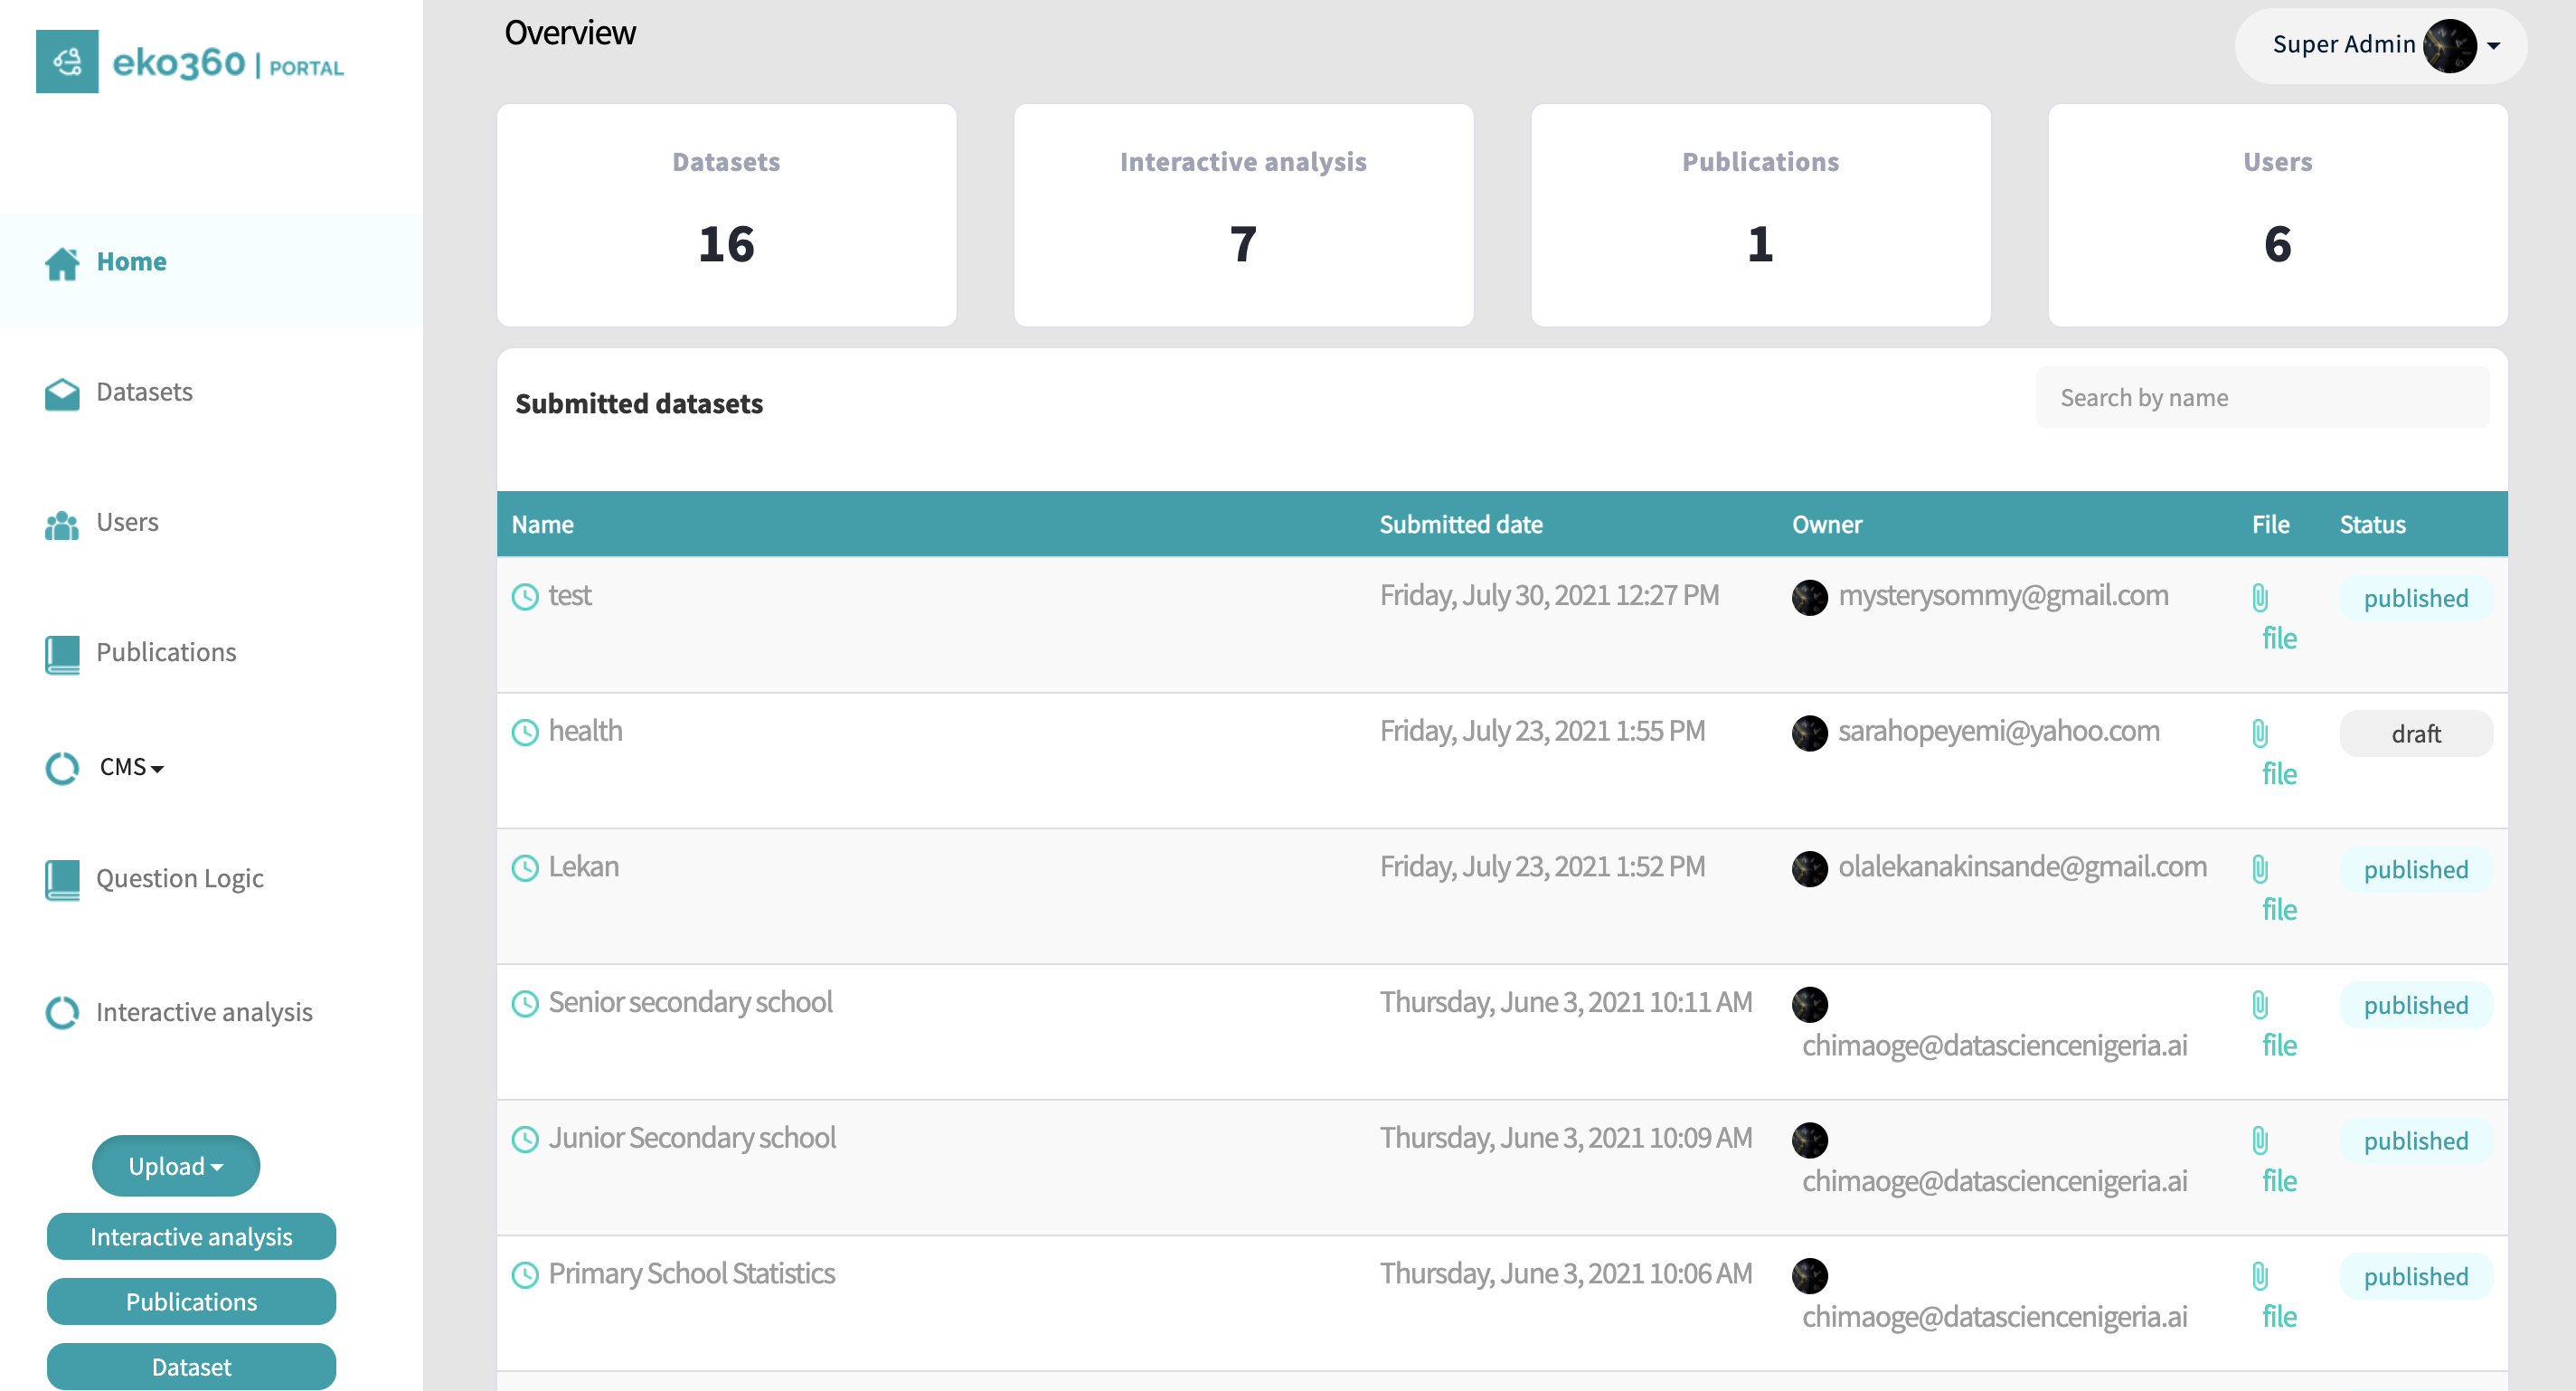 eko360 | PORTAL
Home
Datasets
Users
Publications
CMS
Question Logic
Interactive analysis
Upload
Interactive analysis
Publications
Dataset
Overview
Super Admin
Datasets
16
Interactive analysis
7
Publications
1
Users
6
Submitted datasets
Search by name
Name Submitted date Owner File Status
test Friday, July 30, 2021 12:27 PM mysterysommy@gmail.com published
file
health Friday, July 23, 2021 1:55 PM sarahopeyemi@yahoo.com draft
file
Lekan Friday, July 23, 2021 1:52 PM olalekanakinsande@gmail.com published
file
Senior secondary school Thursday, June 3, 2021 10:11 AM published
chimaoge@datasciencenigeria.ai file
Junior Secondary school Thursday, June 3, 2021 10:09 AM published
chimaoge@datasciencenigeria.ai file
Primary School Statistics Thursday, June 3, 2021 10:06 AM published
chimaoge@datasciencenigeria.ai file